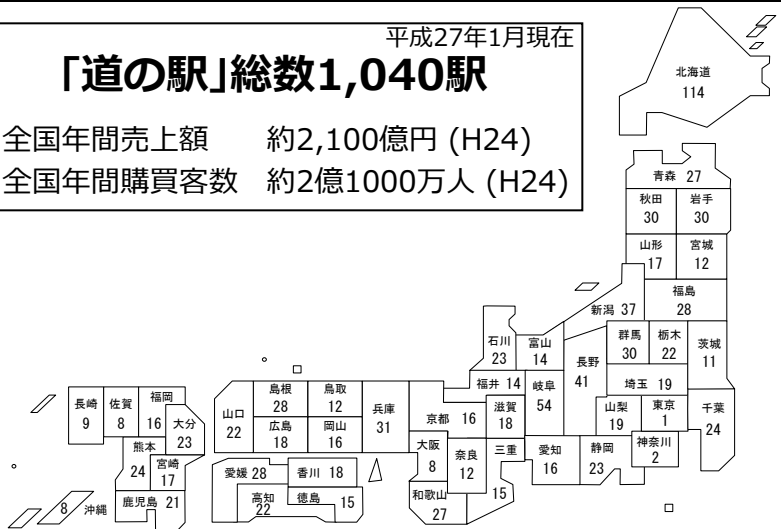 平成27年1月現在
「道の駅」総数1,040駅
全国年間売上額 約2,100億円 (H24)
全国年間購買客数 約2億1000万人 (H24)
北海道
114
青森 27
秋田
30
岩手
30
山形
17
宮城
12
福島
28
新潟 37
石川
23
富山
14
長野
41
群馬
30
栃木
22
茨城
11
福井 14
岐阜
54
埼玉 19
山梨
19
東京
1
千葉
24
神奈川
2
静岡
23
愛知
16
三重
15
滋賀
18
京都 16
大阪
8
奈良
12
和歌山
27
兵庫
31
鳥取
12
島根
28
岡山
16
広島
18
山口
22
香川 18
愛媛 28
徳島 15
高知
22
福岡
16
佐賀
8
長崎
9
大分
23
熊本
24
宮崎
17
鹿児島 21
8 沖縄